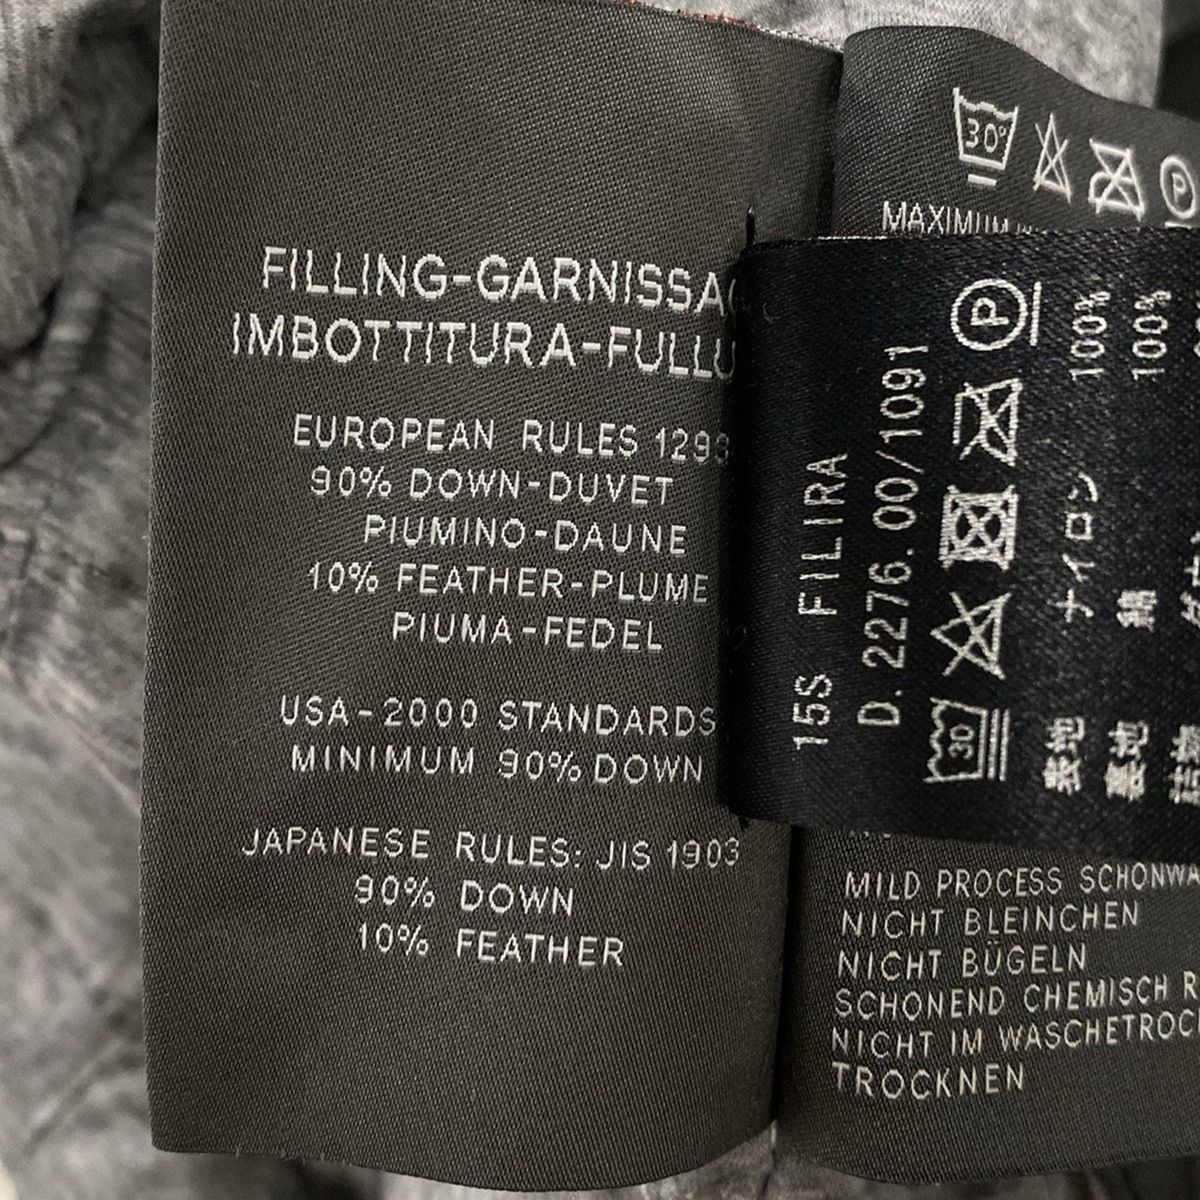 FILLING-GARNISSA
IMBOTTITURA-FULLU
EUROPEAN RULES 1293
90% DOWN-DUVET
PIUMINO-DAUNE
10% FEATHER-PLUME
PIUMA-FEDEL
USA-2000 STANDARDS
MINIMUM 90% DOWN
JAPANESE RULES: JIS 1903
90% DOWN
10% FEATHER
30°
P
MAXIMUM
15S FILIRA
D.2276.00/1091
30
P
表地 ナイロン 100%
裏地 綿 100%
MILD PROCESS SCHONWA
NICHT BLEINCHEN
NICHT BÜGELN
SCHONEND CHEMISCH R
NICHT IM WASCHETROC
TROCKNEN